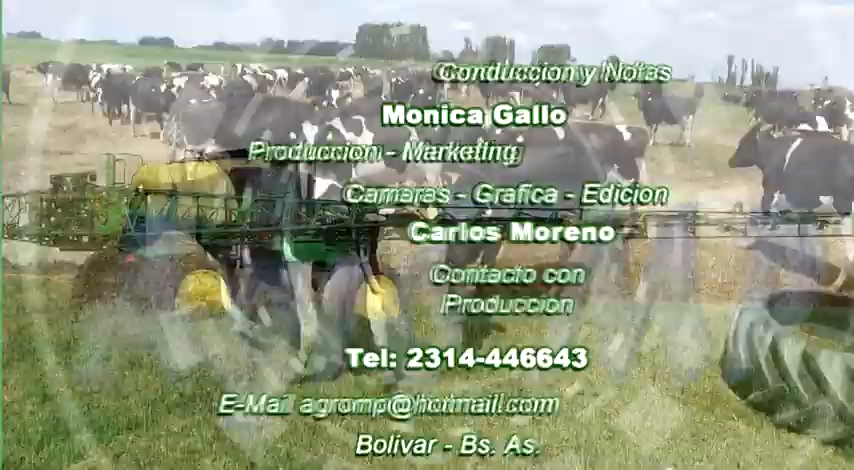 Conduccion y Notas
Monica Gallo
Produccion - Marketing
Camaras - Grafica - Edicion
Carlos Moreno
Contacto con
Produccion
Tel: 2314-446643
E-Mail agromp@hotmail.com
Bolivar - Bs. As.